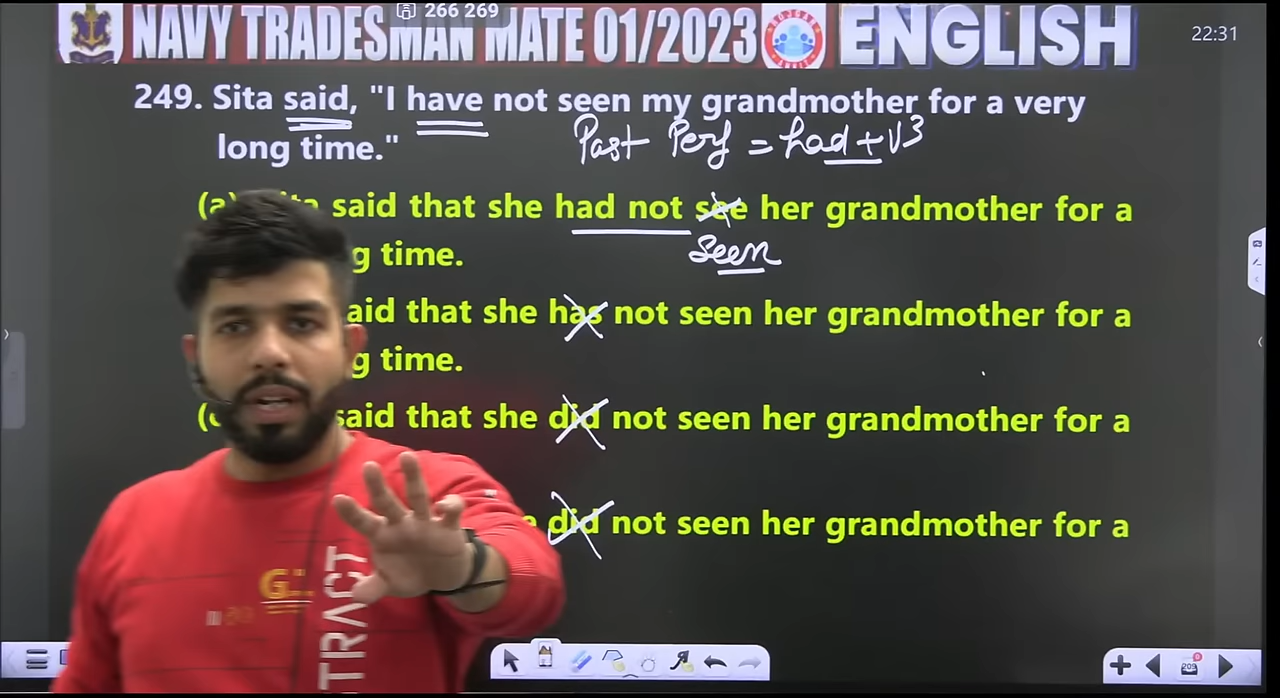 266 269
NAVY TRADESMAN MATE 01/2023 ENGLISH
22:31
249. Sita said, "I have not seen my grandmother for a very
long time."
Past Perf = had + V3
(a) said that she had not see her grandmother for a
seen
g time.
aid that she has not seen her grandmother for a
g time.
said that she did not seen her grandmother for a
did not seen her grandmother for a
TRACT
209